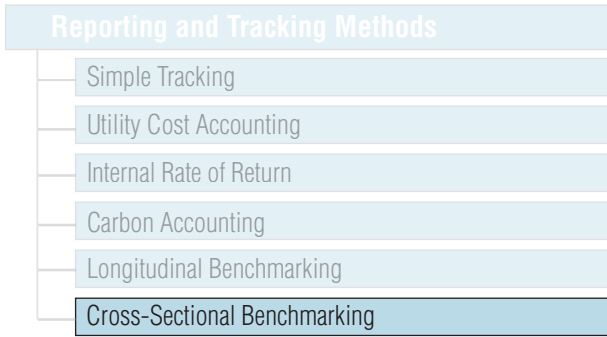 Reporting and Tracking Methods
Simple Tracking
Utility Cost Accounting
Internal Rate of Return
Carbon Accounting
Longitudinal Benchmarking
Cross-Sectional Benchmarking